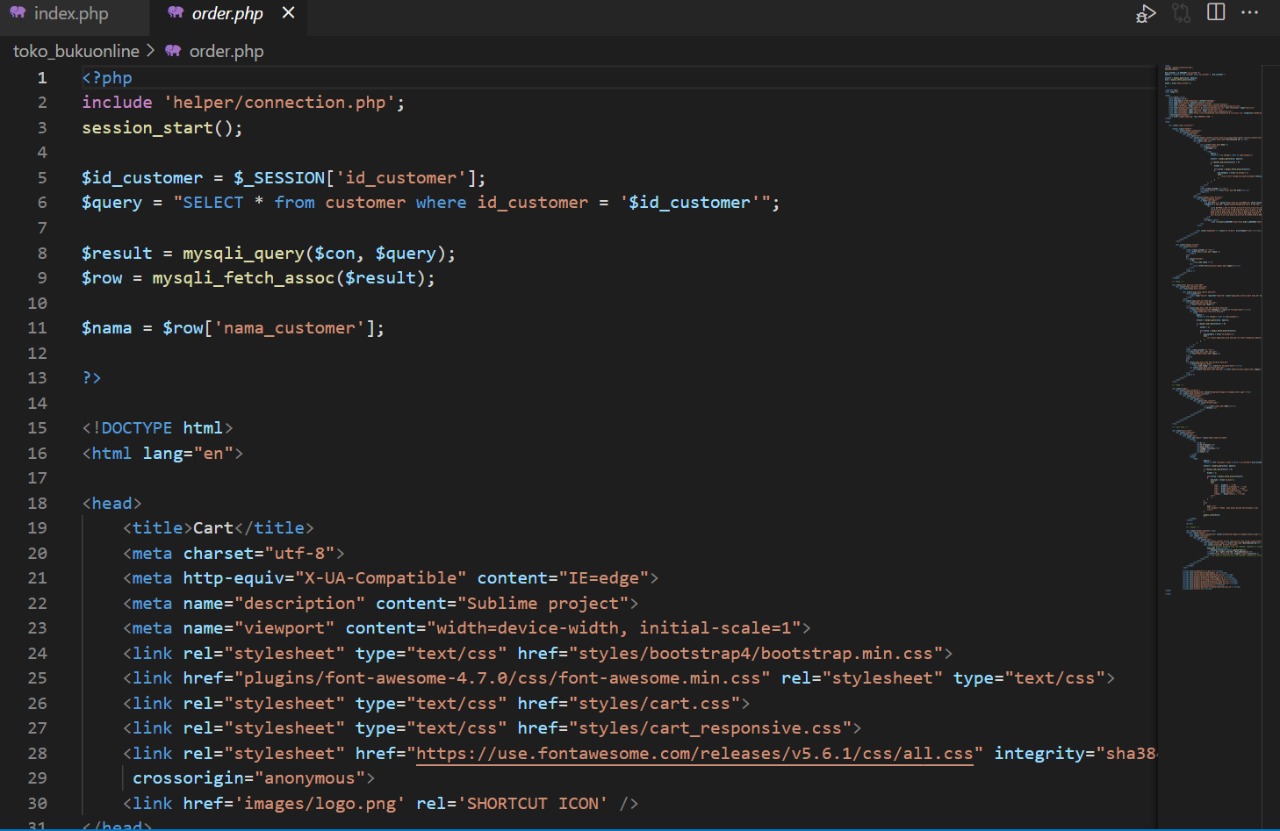 index.php
order.php
toko_bukuonline > order.php
1 <?php
2 include 'helper/connection.php';
3 session_start();
4
5 $id_customer = $_SESSION['id_customer'];
6 $query = "SELECT * from customer where id_customer = '$id_customer'";
7
8 $result = mysqli_query($con, $query);
9 $row = mysqli_fetch_assoc($result);
10
11 $nama = $row['nama_customer'];
12
13 ?>
14
15 <!DOCTYPE html>
16 <html lang="en">
17
18 <head>
19 <title>Cart</title>
20 <meta charset="utf-8">
21 <meta http-equiv="X-UA-Compatible" content="IE=edge">
22 <meta name="description" content="Sublime project">
23 <meta name="viewport" content="width=device-width, initial-scale=1">
24 <link rel="stylesheet" type="text/css" href="styles/bootstrap4/bootstrap.min.css">
25 <link href="plugins/font-awesome-4.7.0/css/font-awesome.min.css" rel="stylesheet" type="text/css">
26 <link rel="stylesheet" type="text/css" href="styles/cart.css">
27 <link rel="stylesheet" type="text/css" href="styles/cart_responsive.css">
28 <link rel="stylesheet" href="https://use.fontawesome.com/releases/v5.6.1/css/all.css" integrity="sha384
29 crossorigin="anonymous">
30 <link href='images/logo.png' rel='SHORTCUT ICON' />
31 </head>